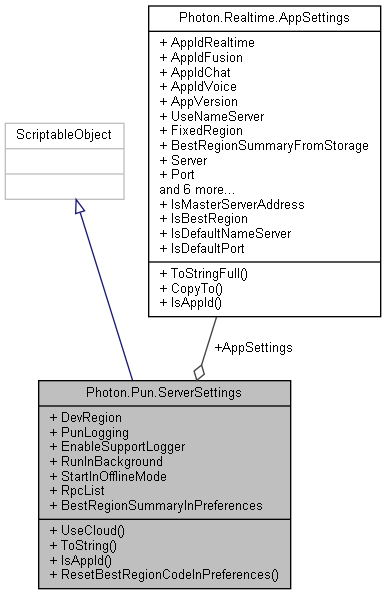 Photon.Realtime.AppSettings
+ AppIdRealtime
+ AppIdFusion
+ AppIdChat
+ AppIdVoice
+ AppVersion
+ UseNameServer
+ FixedRegion
+ BestRegionSummaryFromStorage
+ Server
+ Port
and 6 more...
+ IsMasterServerAddress
+ IsBestRegion
+ IsDefaultNameServer
+ IsDefaultPort
+ ToStringFull()
+ CopyTo()
+ IsAppId()
ScriptableObject
+AppSettings
Photon.Pun.ServerSettings
+ DevRegion
+ PunLogging
+ EnableSupportLogger
+ RunInBackground
+ StartInOfflineMode
+ RpcList
+ BestRegionSummaryInPreferences
+ UseCloud()
+ ToString()
+ IsAppId()
+ ResetBestRegionCodeInPreferences()